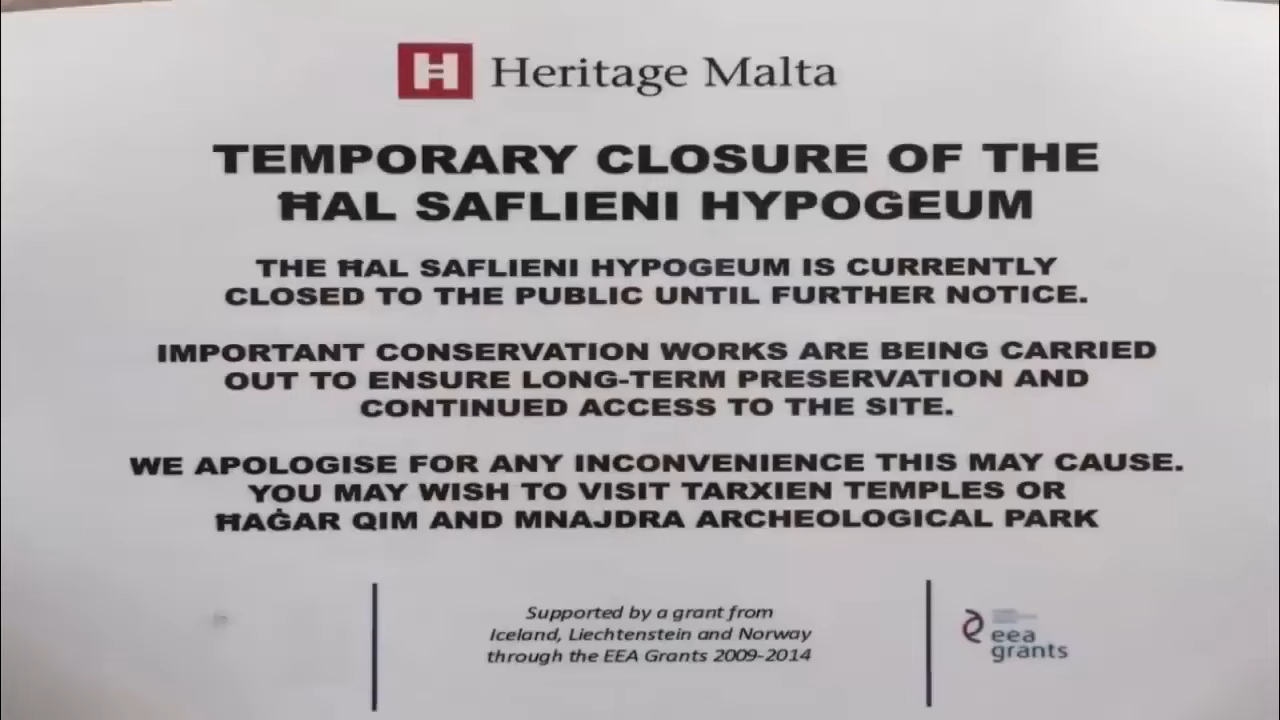 Heritage Malta
TEMPORARY CLOSURE OF THE
ĦAL SAFLIENI HYPOGEUM
THE ĦAL SAFLIENI HYPOGEUM IS CURRENTLY
CLOSED TO THE PUBLIC UNTIL FURTHER NOTICE.
IMPORTANT CONSERVATION WORKS ARE BEING CARRIED
OUT TO ENSURE LONG-TERM PRESERVATION AND
CONTINUED ACCESS TO THE SITE.
WE APOLOGISE FOR ANY INCONVENIENCE THIS MAY CAUSE.
YOU MAY WISH TO VISIT TARXIEN TEMPLES OR
ĦAĠAR QIM AND MNAJDRA ARCHEOLOGICAL PARK
Supported by a grant from
Iceland, Liechtenstein and Norway
through the EEA Grants 2009-2014
eea
grants